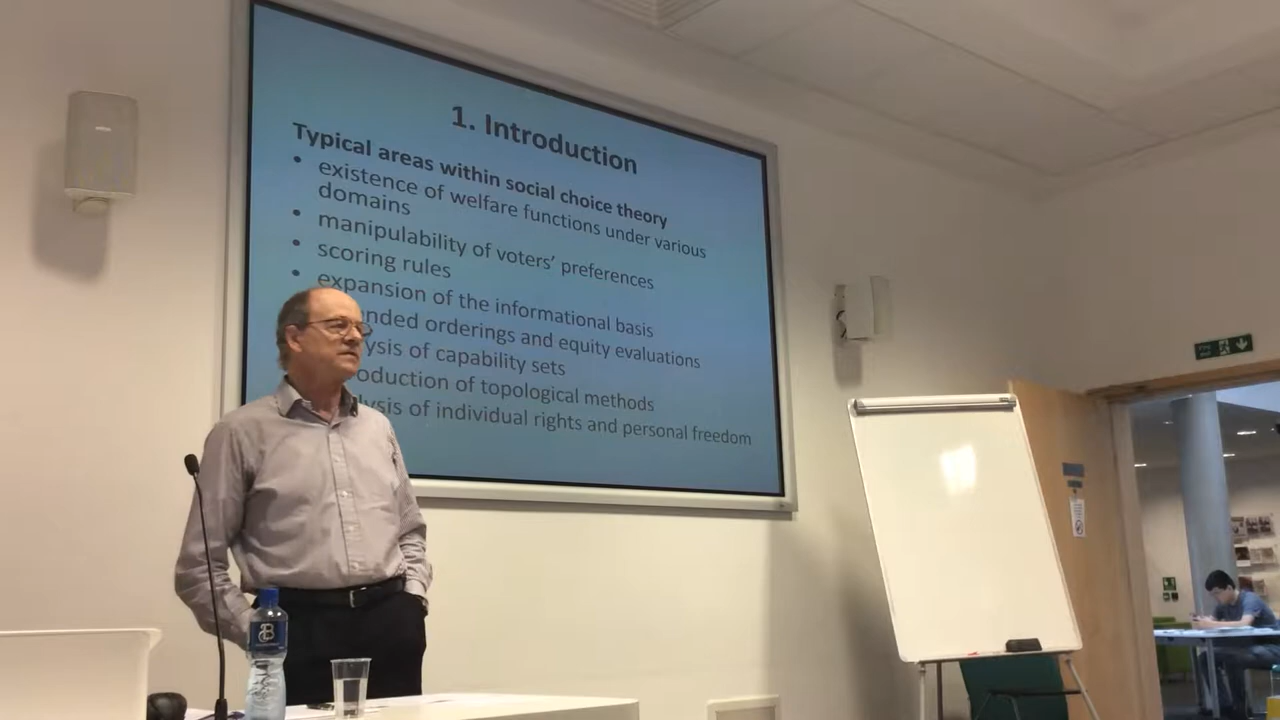 1. Introduction
Typical areas within social choice theory
• existence of welfare functions under various
domains
• manipulability of voters' preferences
• scoring rules
• expansion of the informational basis
orderings and equity evaluations
of capability sets
of topological methods
of individual rights and personal freedom
B